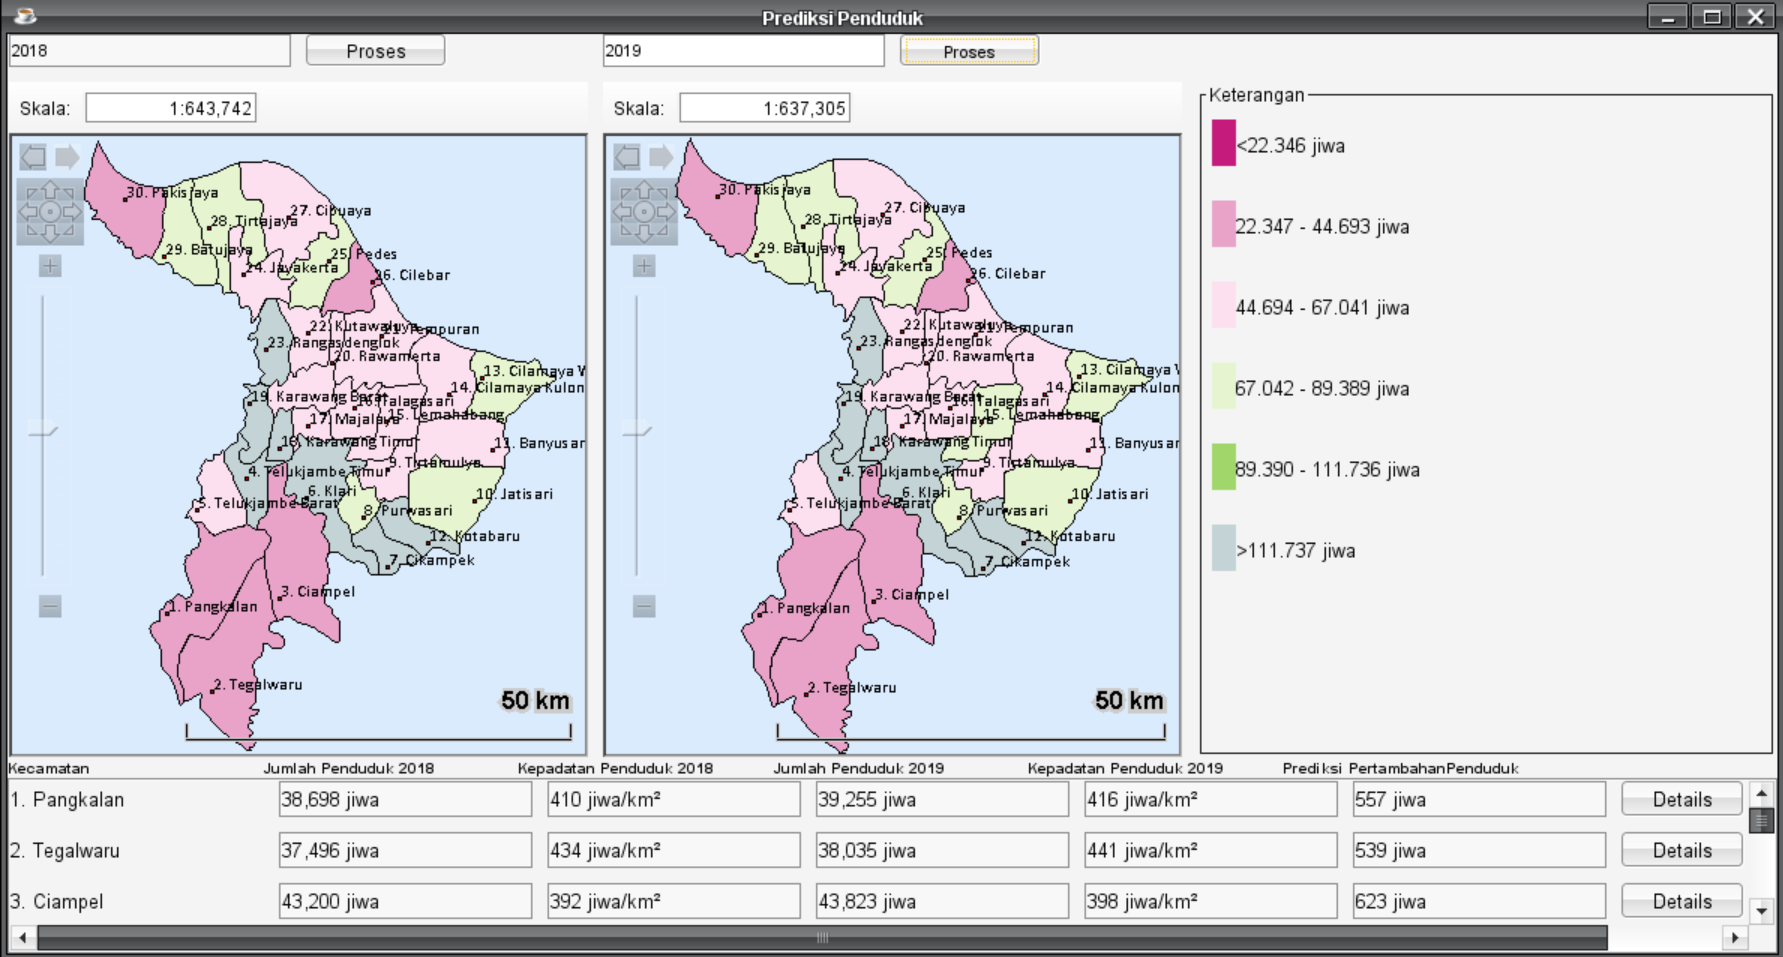 Prediksi Penduduk
2018
Proses
2019
Proses
Skala: 1:643,742
Skala: 1:637,305
30. Pakisjaya
27. Cibuaya
28. Tirtajaya
29. Batujaya
25. Pedes
24. Jayakerta
26. Cilebar
22. Kutawaluya
21. Tempuran
23. Rangasdengklok
20. Rawamerta
13. Cilamaya W
14. Cilamaya Kulon
19. Karawang Barat
16. Talagasari
15. Lemahabang
17. Majalaya
18. Karawang Timur
11. Banyusar
9. Tirtamulya
4. Telukjambe Timur
6. Klari
10. Jatisari
5. Telukjambe Barat
8. Purwasari
12. Kotabaru
7. Cikampek
3. Ciampel
1. Pangkalan
2. Tegalwaru
50 km
30. Pakisjaya
27. Cibuaya
28. Tirtajaya
29. Batujaya
25. Pedes
24. Jayakerta
26. Cilebar
22. Kutawaluya
21. Tempuran
23. Rangasdengklok
20. Rawamerta
13. Cilamaya W
14. Cilamaya Kulon
19. Karawang Barat
16. Talagasari
15. Lemahabang
17. Majalaya
18. Karawang Timur
11. Banyusar
9. Tirtamulya
4. Telukjambe Timur
6. Klari
10. Jatisari
5. Telukjambe Barat
8. Purwasari
12. Kotabaru
7. Cikampek
3. Ciampel
1. Pangkalan
2. Tegalwaru
50 km
Keterangan
<22.346 jiwa
22.347 - 44.693 jiwa
44.694 - 67.041 jiwa
67.042 - 89.389 jiwa
89.390 - 111.736 jiwa
>111.737 jiwa
Kecamatan Jumlah Penduduk 2018 Kepadatan Penduduk 2018 Jumlah Penduduk 2019 Kepadatan Penduduk 2019 Prediksi PertambahanPenduduk
1. Pangkalan 38,698 jiwa 410 jiwa/km² 39,255 jiwa 416 jiwa/km² 557 jiwa Details
2. Tegalwaru 37,496 jiwa 434 jiwa/km² 38,035 jiwa 441 jiwa/km² 539 jiwa Details
3. Ciampel 43,200 jiwa 392 jiwa/km² 43,823 jiwa 398 jiwa/km² 623 jiwa Details